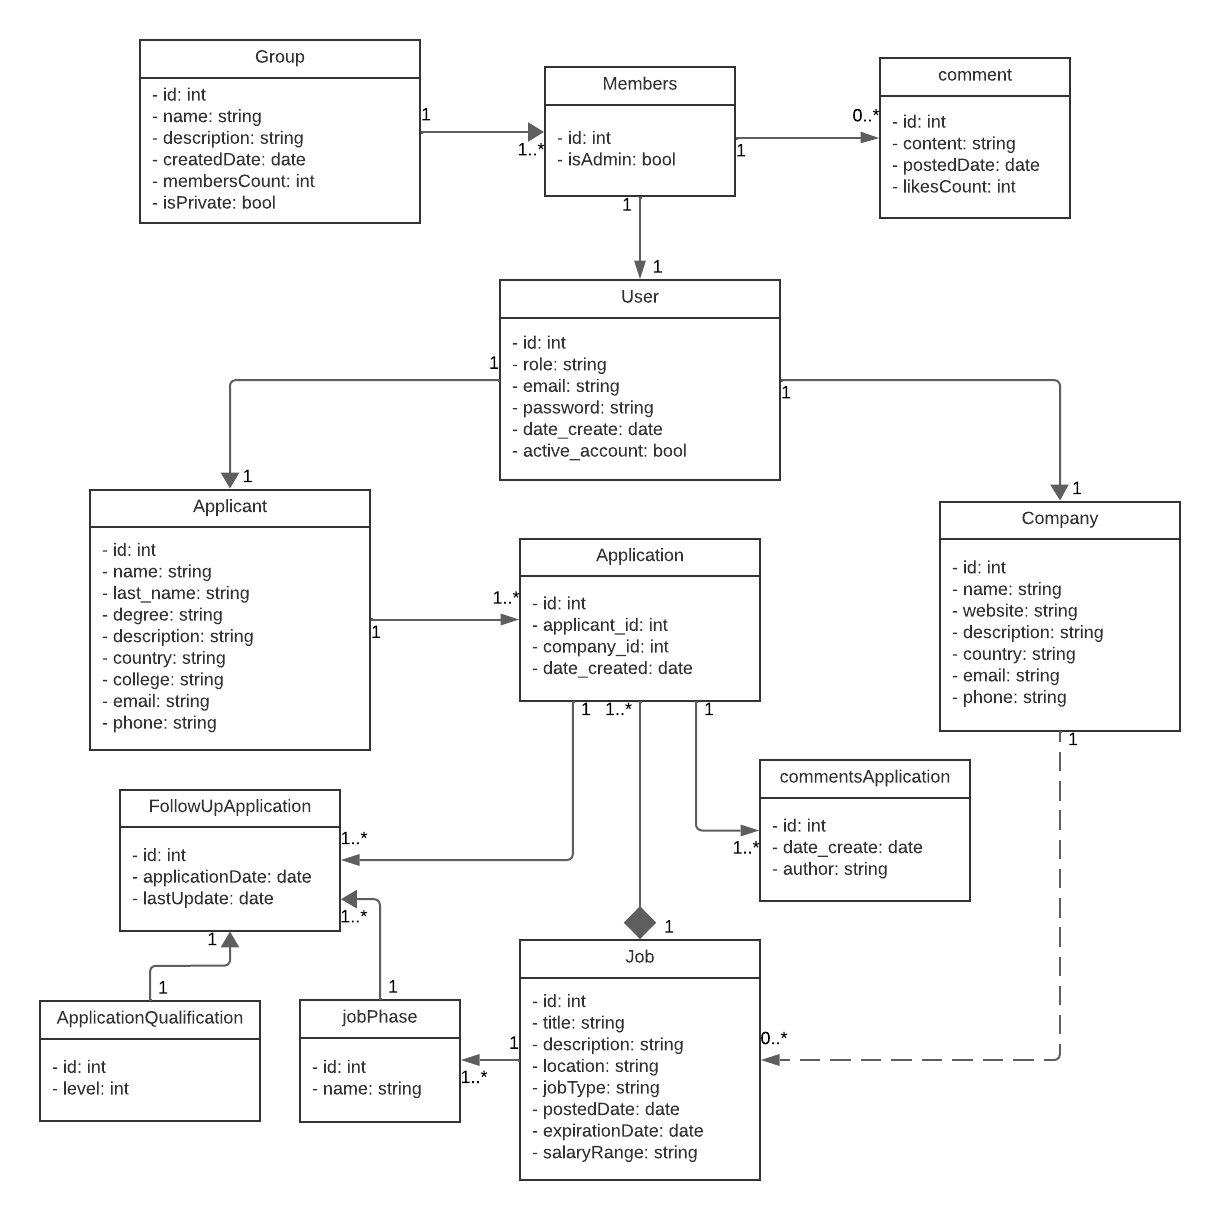 Group
- id: int
- name: string
- description: string
- createdDate: date
- membersCount: int
- isPrivate: bool
1
1..*
Members
- id: int
- isAdmin: bool
1
0..*
comment
- id: int
- content: string
- postedDate: date
- likesCount: int
1
1
User
- id: int
- role: string
- email: string
- password: string
- date_create: date
- active_account: bool
1
1
1
1
Applicant
- id: int
- name: string
- last_name: string
- degree: string
- description: string
- country: string
- college: string
- email: string
- phone: string
1
1..*
Application
- id: int
- applicant_id: int
- company_id: int
- date_created: date
1
1..*
1
Company
- id: int
- name: string
- website: string
- description: string
- country: string
- email: string
- phone: string
1
commentsApplication
- id: int
- date_create: date
- author: string
1..*
FollowUpApplication
- id: int
- applicationDate: date
- lastUpdate: date
1..*
1..*
1
1
1
1
ApplicationQualification
- id: int
- level: int
jobPhase
- id: int
- name: string
1
1..*
Job
- id: int
- title: string
- description: string
- location: string
- jobType: string
- postedDate: date
- expirationDate: date
- salaryRange: string
0..*